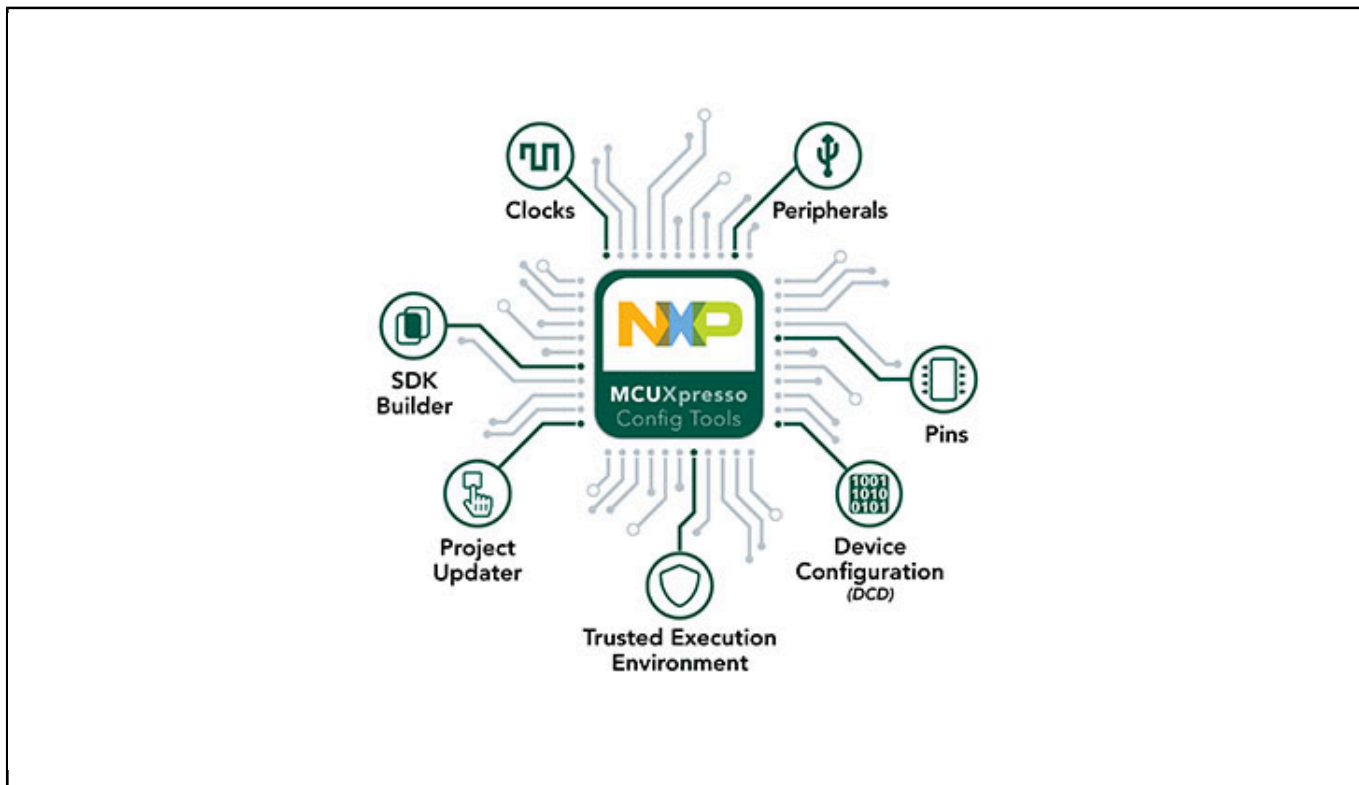 Clocks
Peripherals
NXP
MCUXpresso
Config Tools
SDK
Builder
Pins
1001
1010
0101
Project
Updater
Device
Configuration
(DCD)
Trusted Execution
Environment